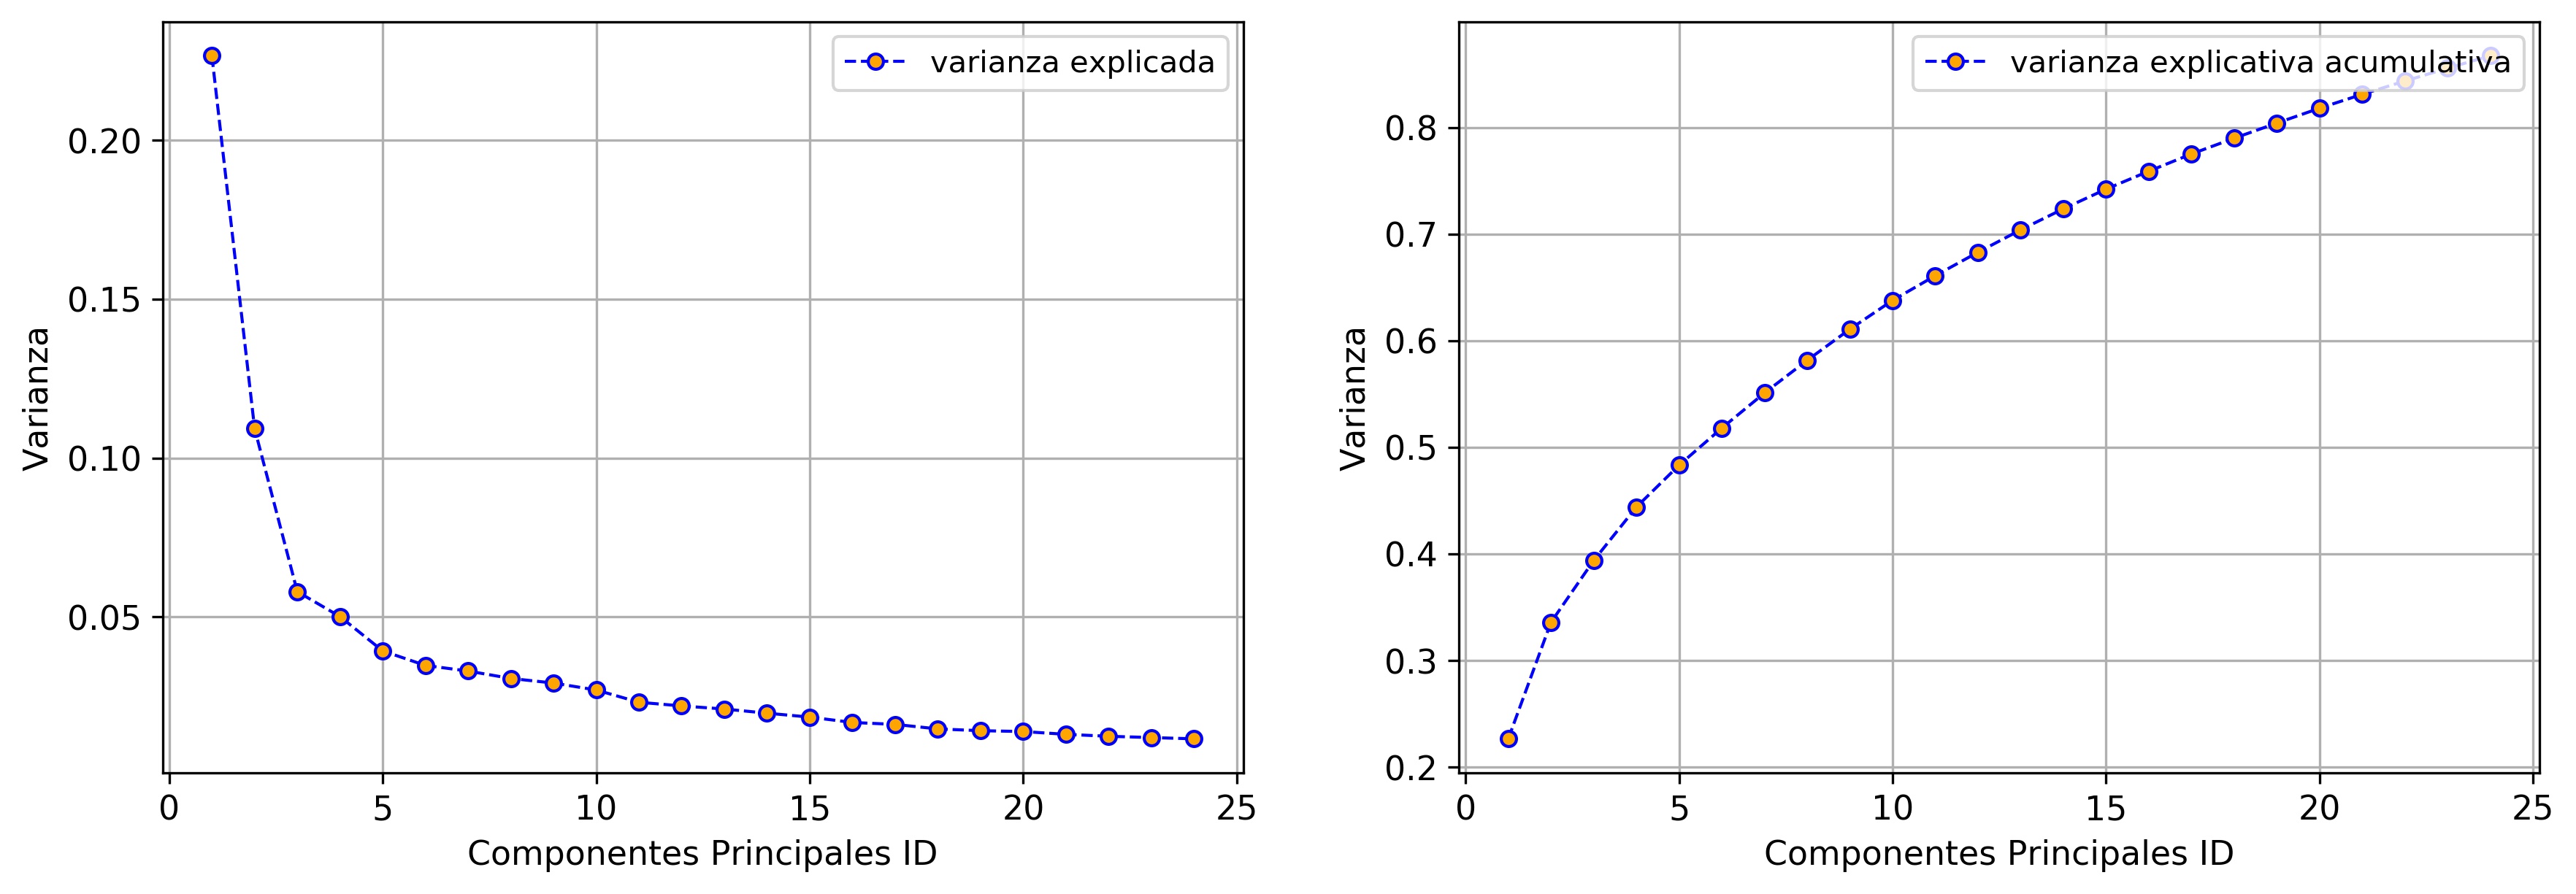 varianza explicada
0.20
0.15
0.10
0.05
Varianza
0 5 10 15 20 25
Componentes Principales ID
varianza explicativa acumulativa
0.8
0.7
0.6
0.5
0.4
0.3
0.2
Varianza
0 5 10 15 20 25
Componentes Principales ID